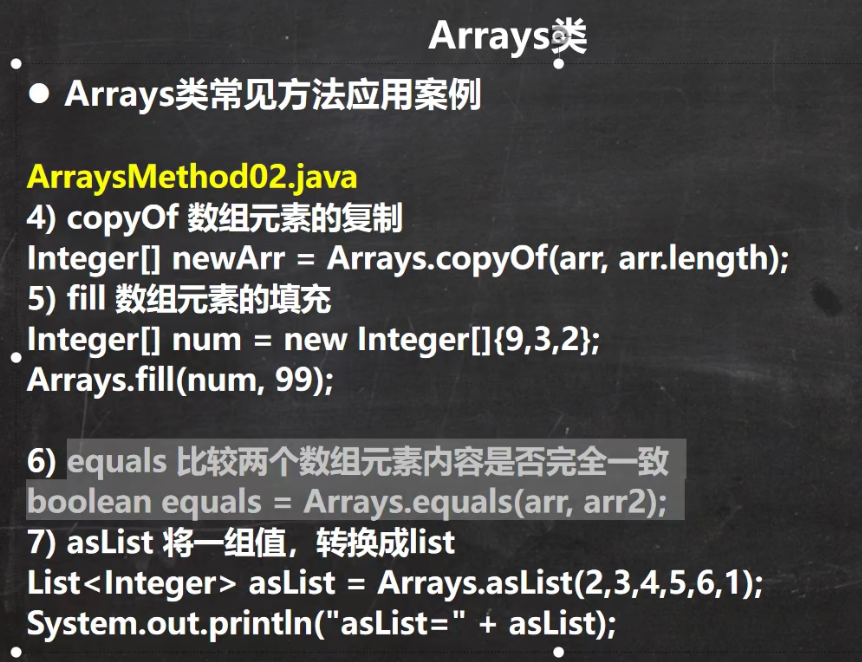 Arrays类
● Arrays类常见方法应用案例
ArraysMethod02.java
4) copyOf 数组元素的复制
Integer[] newArr = Arrays.copyOf(arr, arr.length);
5) fill 数组元素的填充
Integer[] num = new Integer[]{9,3,2};
Arrays.fill(num, 99);
6) equals 比较两个数组元素内容是否完全一致
boolean equals = Arrays.equals(arr, arr2);
7) asList 将一组值，转换成list
List<Integer> asList = Arrays.asList(2,3,4,5,6,1);
System.out.println("asList=" + asList);